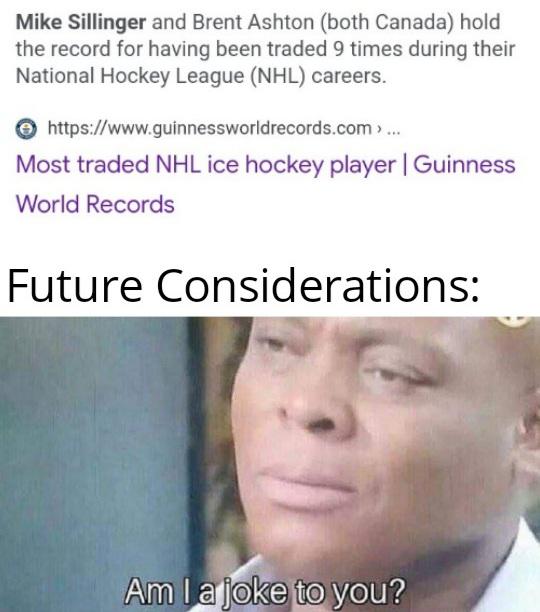 Mike Sillinger and Brent Ashton (both Canada) hold
the record for having been traded 9 times during their
National Hockey League (NHL) careers.
https://www.guinnessworldrecords.com › ...
Most traded NHL ice hockey player | Guinness
World Records
Future Considerations:
Am I a joke to you?